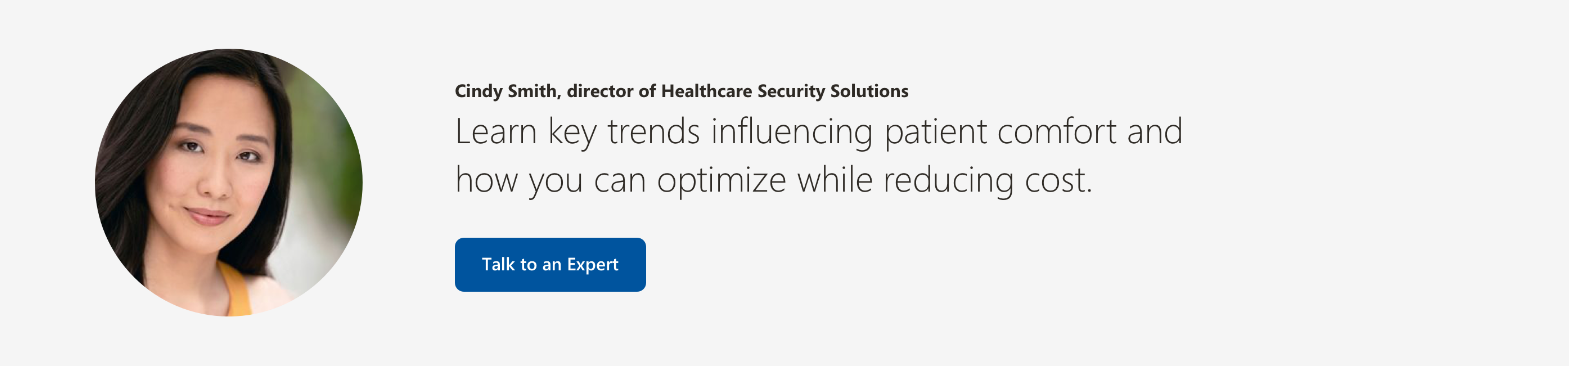 Cindy Smith, director of Healthcare Security Solutions
Learn key trends influencing patient comfort and
how you can optimize while reducing cost.
Talk to an Expert